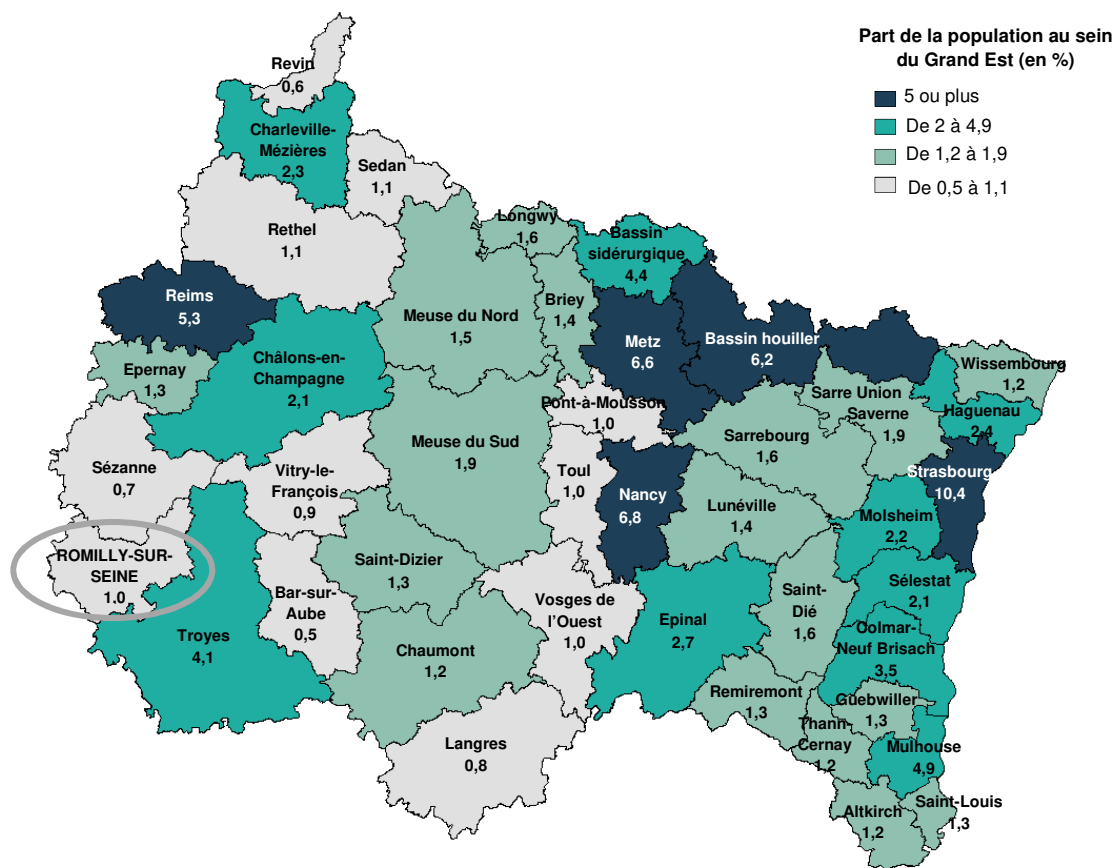 Part de la population au sein
du Grand Est (en %)
5 ou plus
De 2 à 4,9
De 1,2 à 1,9
De 0,5 à 1,1
Revin
0,6
Charleville-
Mézières
2,3
Sedan
1,1
Rethel
1,1
Longwy
1,6
Bassin
sidérurgique
4,4
Reims
5,3
Briey
1,4
Meuse du Nord
1,5
Metz
6,6
Bassin houiller
6,2
Wissembourg
1,2
Epernay
1,3
Châlons-en-
Champagne
2,1
Pont-à-Mousson
1,0
Sarre Union
Saverne
1,9
Haguenau
2,4
Meuse du Sud
1,9
Sarrebourg
1,6
Sézanne
0,7
Vitry-le-
François
0,9
Toul
1,0
Nancy
6,8
Strasbourg
10,4
Lunéville
1,4
Molsheim
2,2
ROMILLY-SUR-
SEINE
1,0
Saint-Dizier
1,3
Bar-sur-
Aube
0,5
Vosges de
l'Ouest
1,0
Saint-
Dié
1,6
Sélestat
2,1
Troyes
4,1
Epinal
2,7
Colmar-
Neuf Brisach
3,5
Chaumont
1,2
Remiremont
1,3
Guebwiller
1,3
Langres
0,8
Thann-
Cernay
1,2
Mulhouse
4,9
Altkirch
1,2
Saint-Louis
1,3